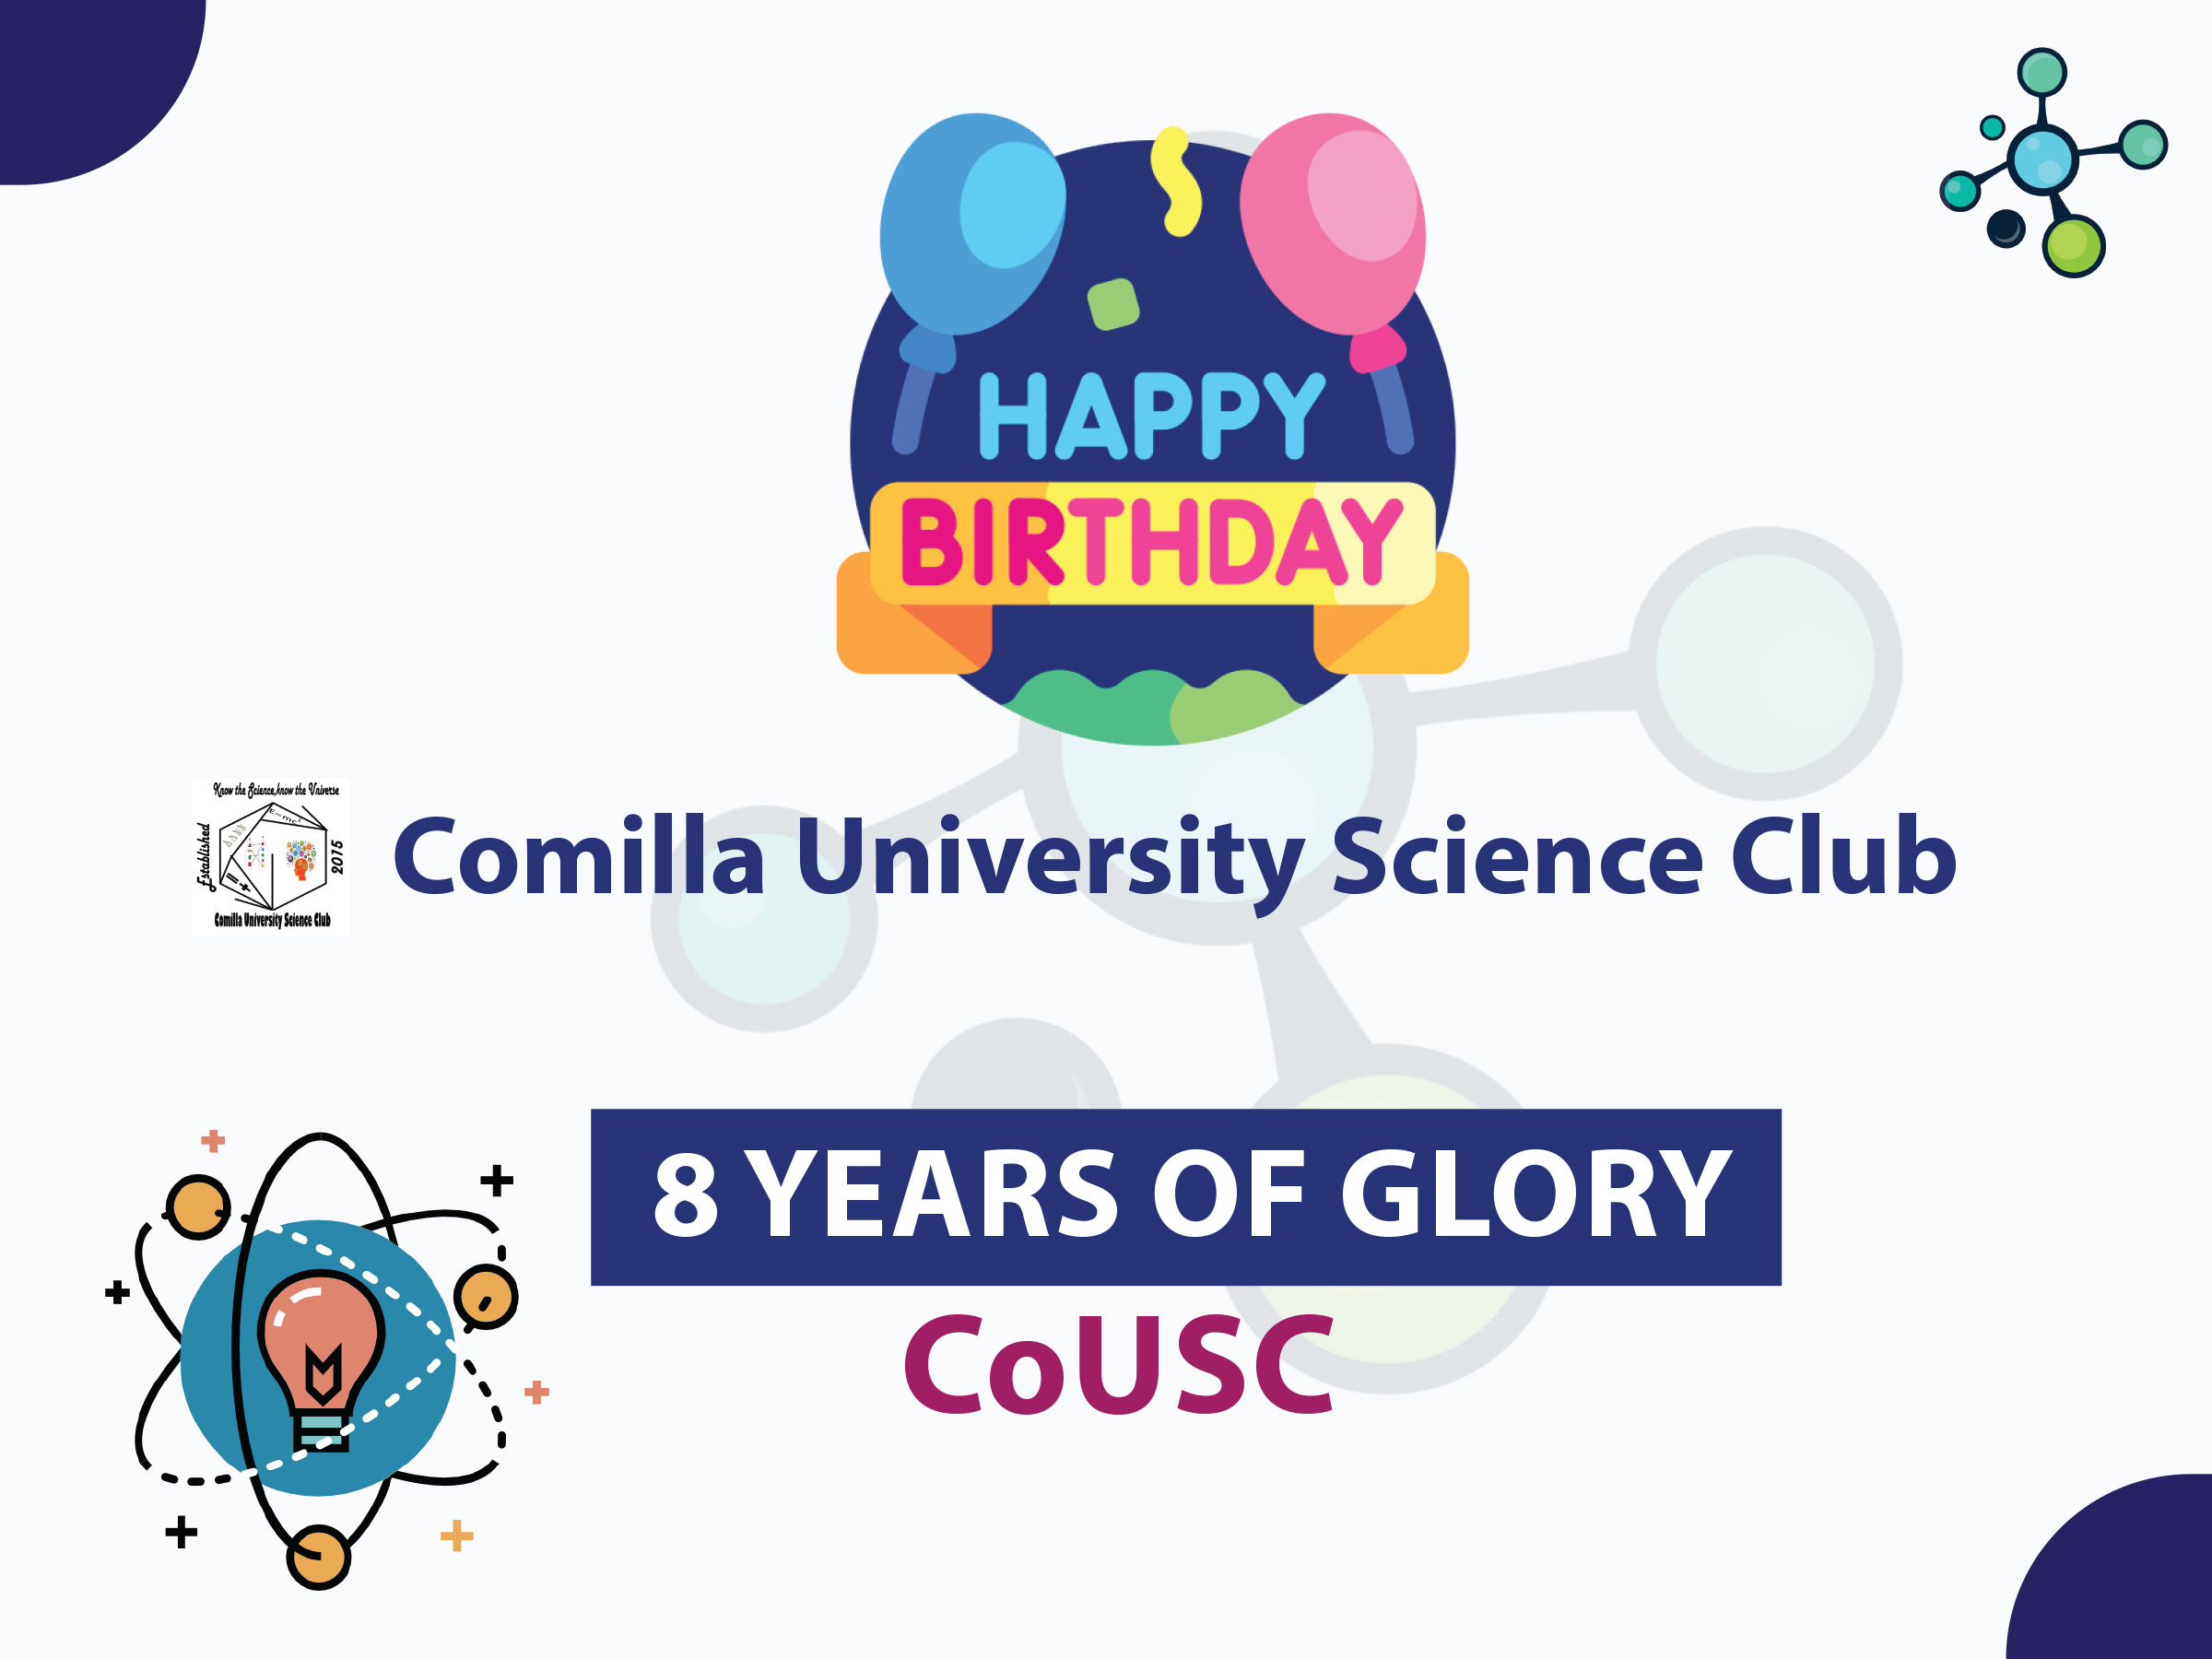 HAPPY
BIRTHDAY
Know the Science,know the Universe
Established
2015
E=mc²
Comilla University Science Club
Comilla University Science Club
8 YEARS OF GLORY
CoUSC